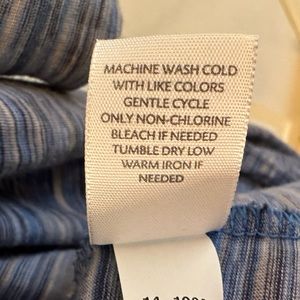 MACHINE WASH COLD
WITH LIKE COLORS
GENTLE CYCLE
ONLY NON-CHLORINE
BLEACH IF NEEDED
TUMBLE DRY LOW
WARM IRON IF
NEEDED